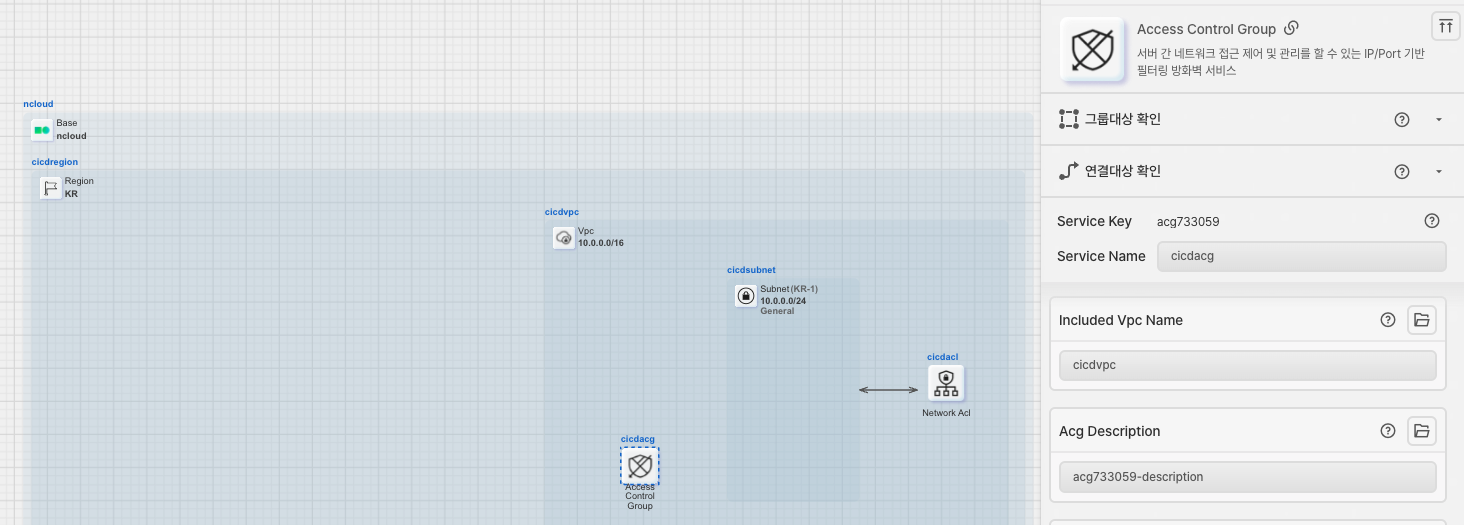 ncloud
Base
ncloud
cicdregion
Region
KR
cicdvpc
Vpc
10.0.0.0/16
cicdsubnet
Subnet (KR-1)
10.0.0.0/24
General
cicdacl
Network Acl
cicdacg
Access
Control
Group
Access Control Group
서버 간 네트워크 접근 제어 및 관리를 할 수 있는 IP/Port 기반
필터링 방화벽 서비스
그룹대상 확인
연결대상 확인
Service Key acg733059
Service Name cicdacg
Included Vpc Name
cicdvpc
Acg Description
acg733059-description